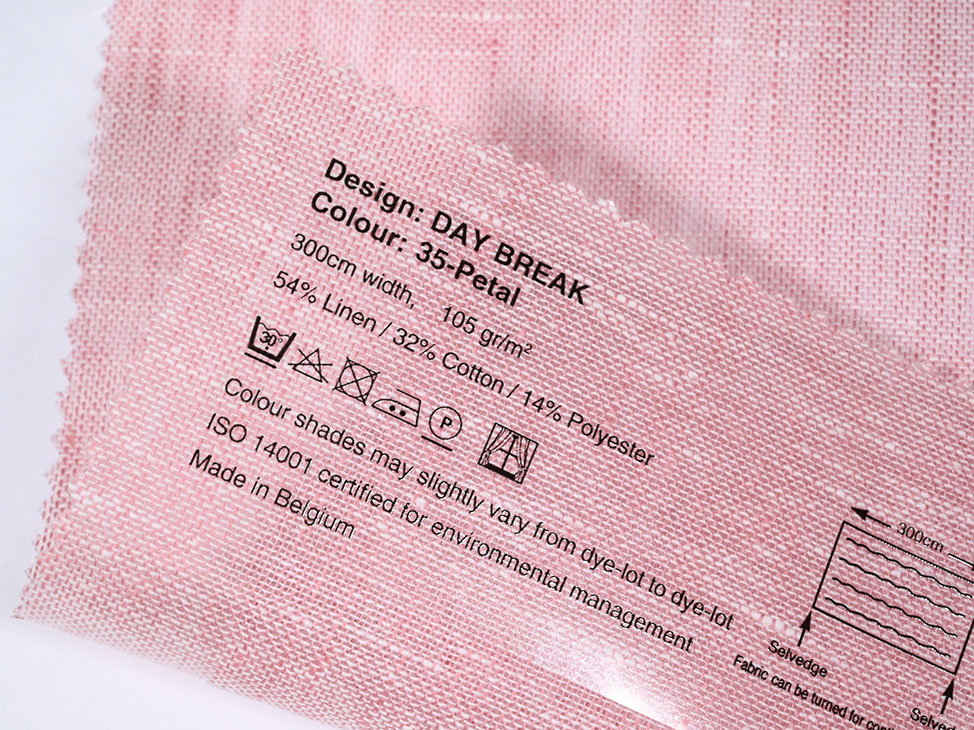 Design: DAY BREAK
Colour: 35-Petal
300cm width, 105 gr/m²
54% Linen / 32% Cotton / 14% Polyester
30°
P
Colour shades may slightly vary from dye-lot to dye-lot
ISO 14001 certified for environmental management
Made in Belgium
300cm
Selvedge
Fabric can be turned for